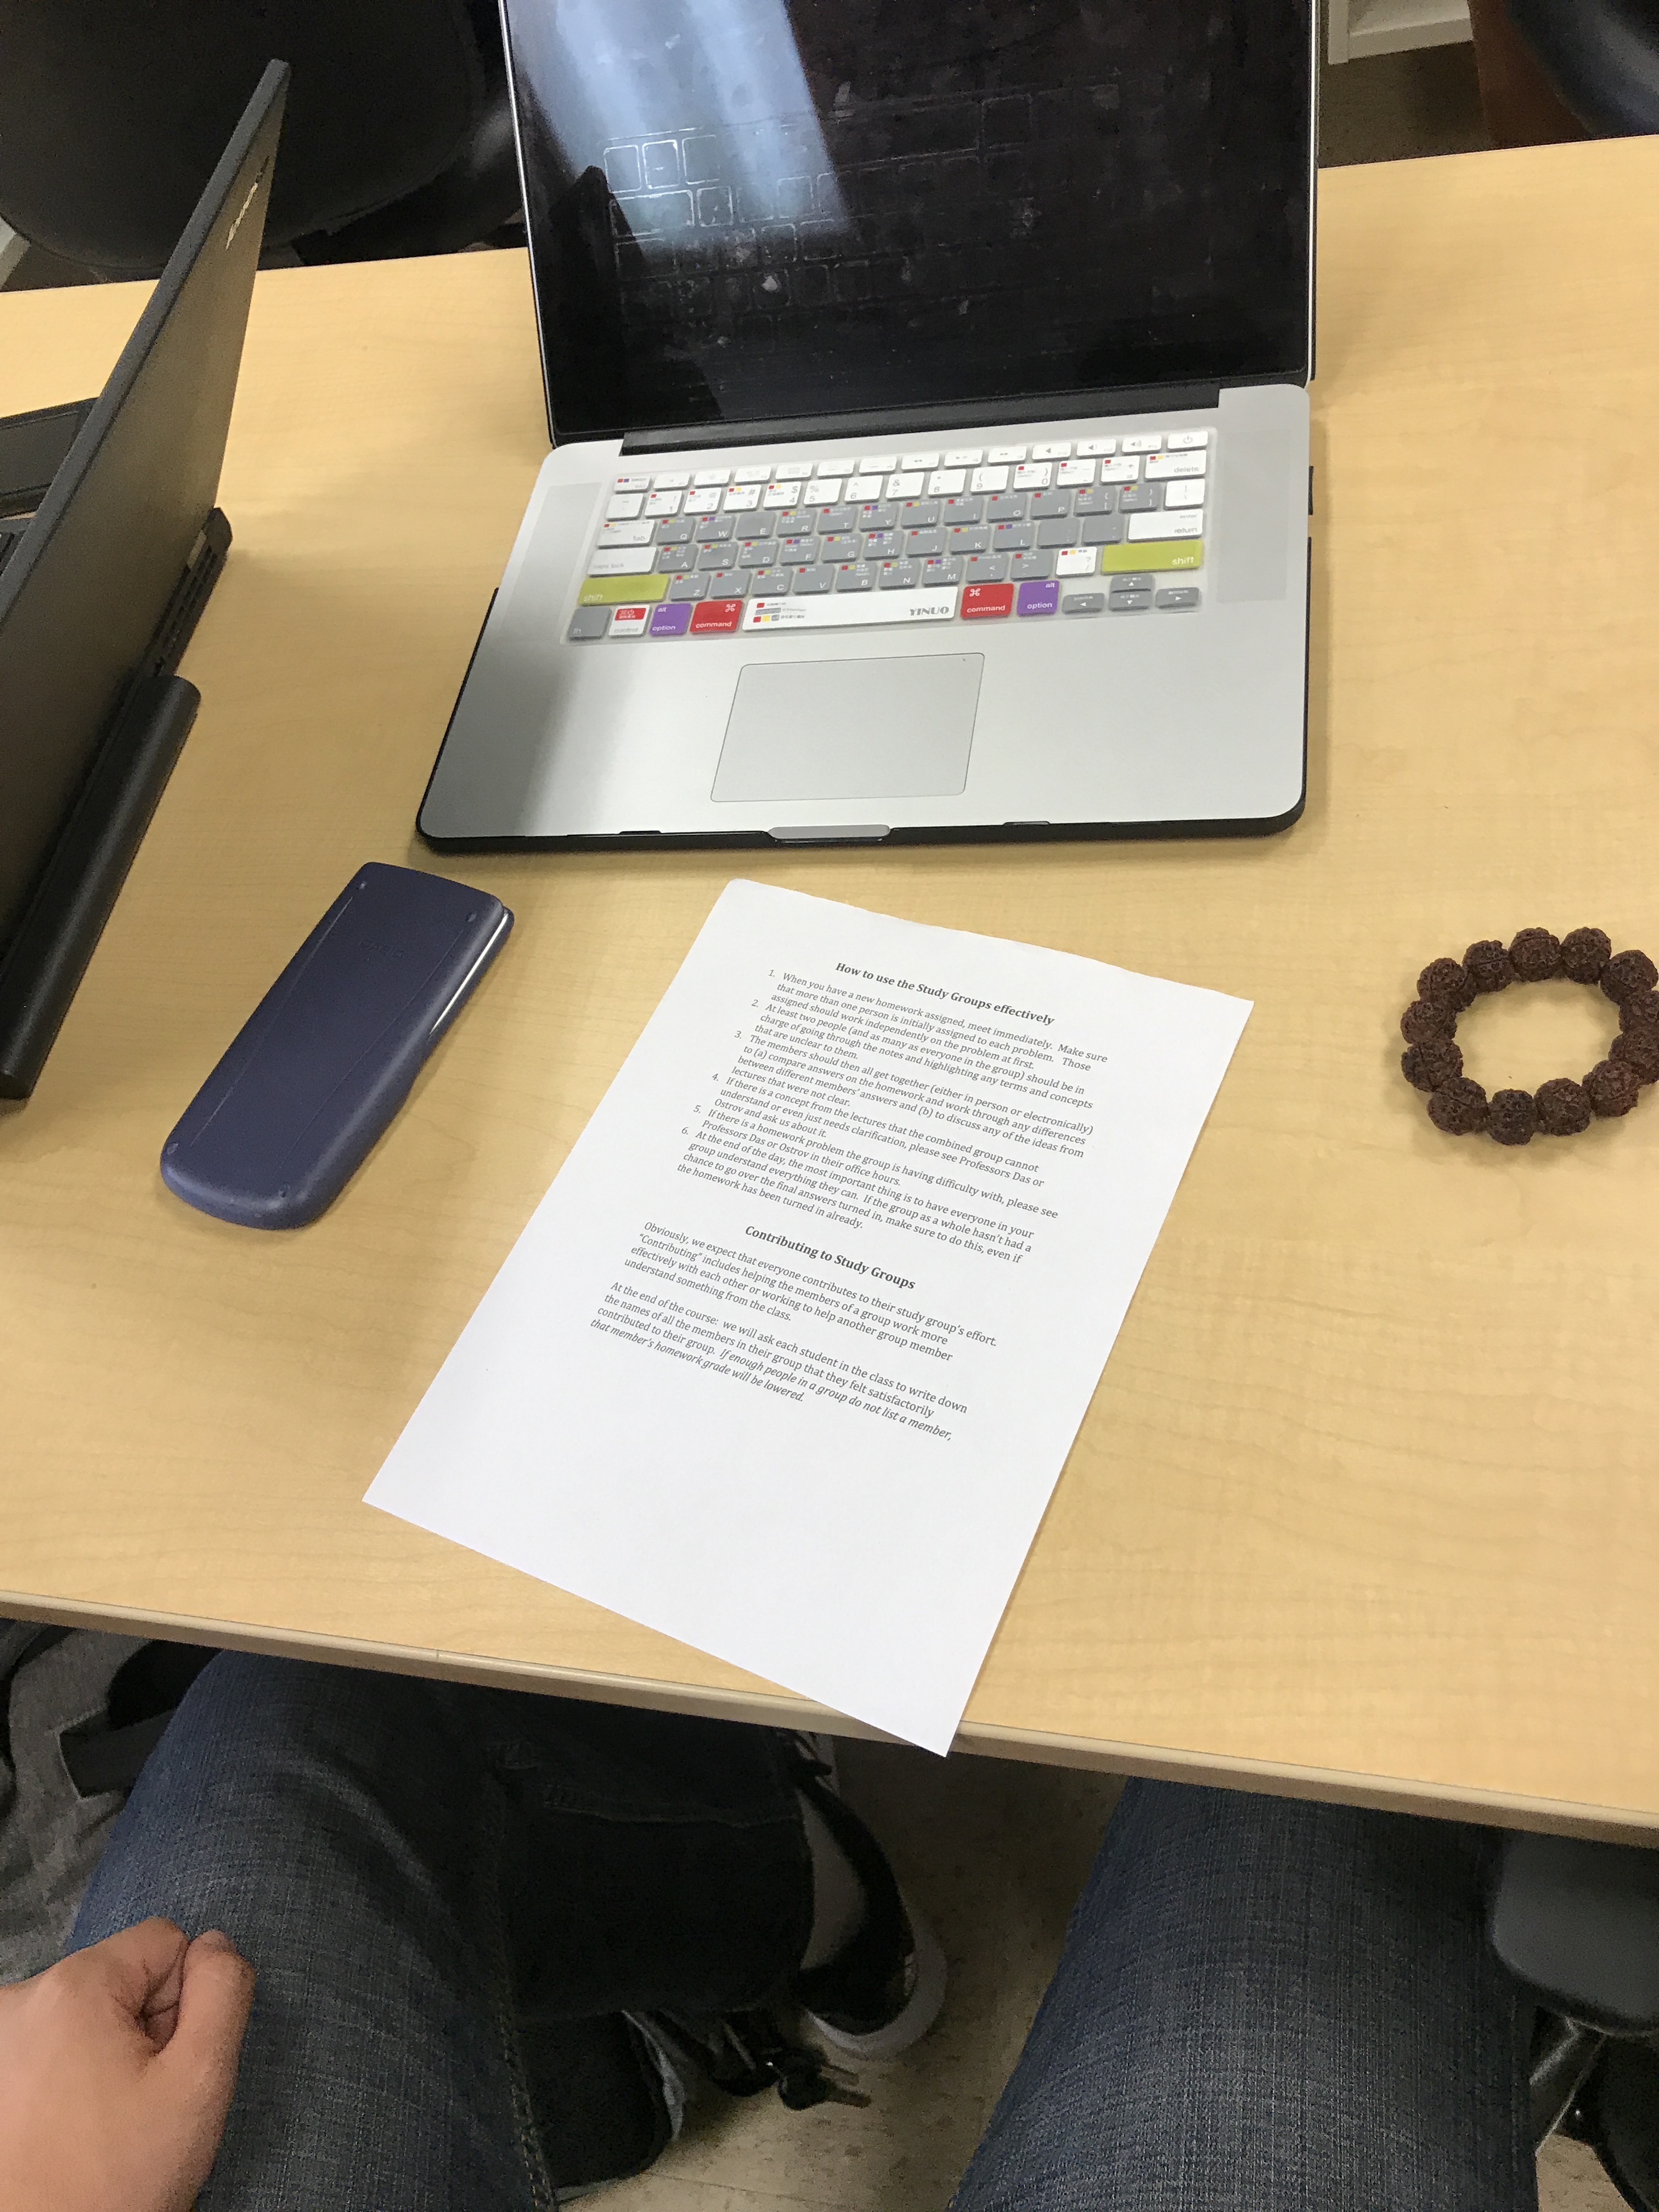 delete
tab
Q W E R T Y U I O P
return
A S D F G H J K L
shift
Z X C V B N M
shift
fn
alt
option
command
YINUO
command
alt
option
How to use the Study Groups effectively
1. When you have a new homework assigned, meet immediately. Make sure
that more than one person is initially assigned to each problem. Those
assigned should work independently on the problem at first.
2. At least two people (and as many as everyone in the group) should be in
charge of going through the notes and highlighting any terms and concepts
that are unclear to them.
3. The members should then all get together (either in person or electronically)
to (a) compare answers on the homework and work through any differences
between different members' answers and (b) to discuss any of the ideas from
lectures that were not clear.
4. If there is a concept from the lectures that the combined group cannot
understand or even just needs clarification, please see Professors Das or
Ostrov and ask us about it.
5. If there is a homework problem the group is having difficulty with, please see
Professors Das or Ostrov in their office hours.
6. At the end of the day, the most important thing is to have everyone in your
group understand everything they can. If the group as a whole hasn't had a
chance to go over the final answers turned in, make sure to do this, even if
the homework has been turned in already.
Contributing to Study Groups
Obviously, we expect that everyone contributes to their study group's effort.
"Contributing" includes helping the members of a group work more
effectively with each other or working to help another group member
understand something from the class.
At the end of the course: we will ask each student in the class to write down
the names of all the members in their group that they felt satisfactorily
contributed to their group. If enough people in a group do not list a member,
that member's homework grade will be lowered.